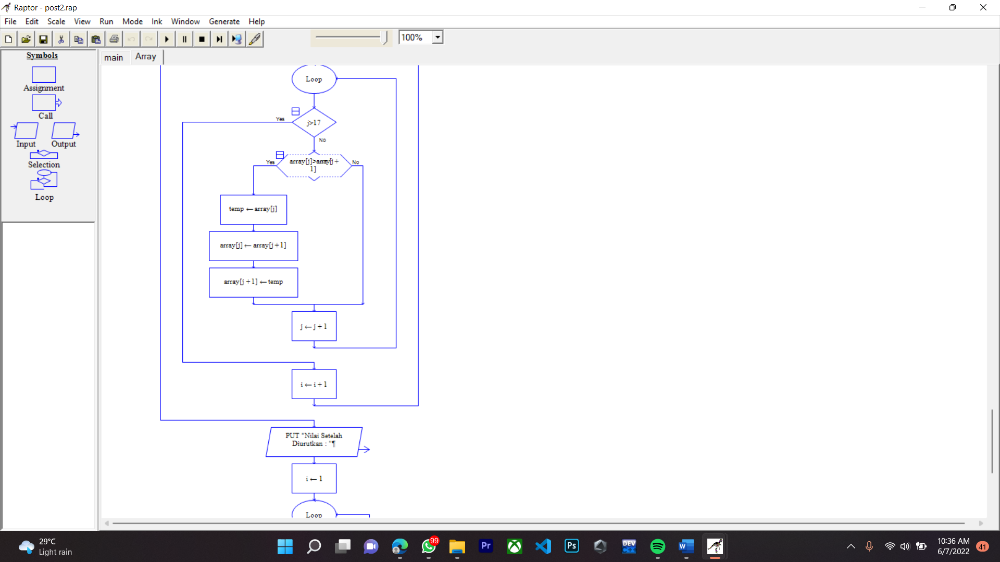 Raptor - post2.rap
File Edit Scale View Run Mode Ink Window Generate Help
100%
Symbols
Assignment
Call
Input Output
Selection
Loop
main Array
Loop
Yes
j>17
No
Yes
array[j]>array[j +
1]
No
temp ← array[j]
array[j] ← array[j + 1]
array[j + 1] ← temp
j ← j + 1
i ← i + 1
PUT "Nilai Setelah
Diurutkan : "¶
i ← 1
Loop
29°C
Light rain
99
Pr
Ps
DEV
C++
W
10:36 AM
6/7/2022
41